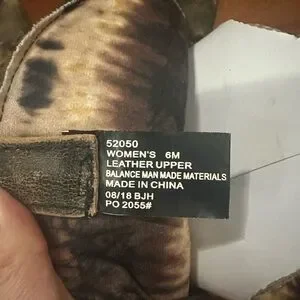 52050
WOMEN'S 6M
LEATHER UPPER
BALANCE MAN MADE MATERIALS
MADE IN CHINA
08/18 BJH
PO 2055#